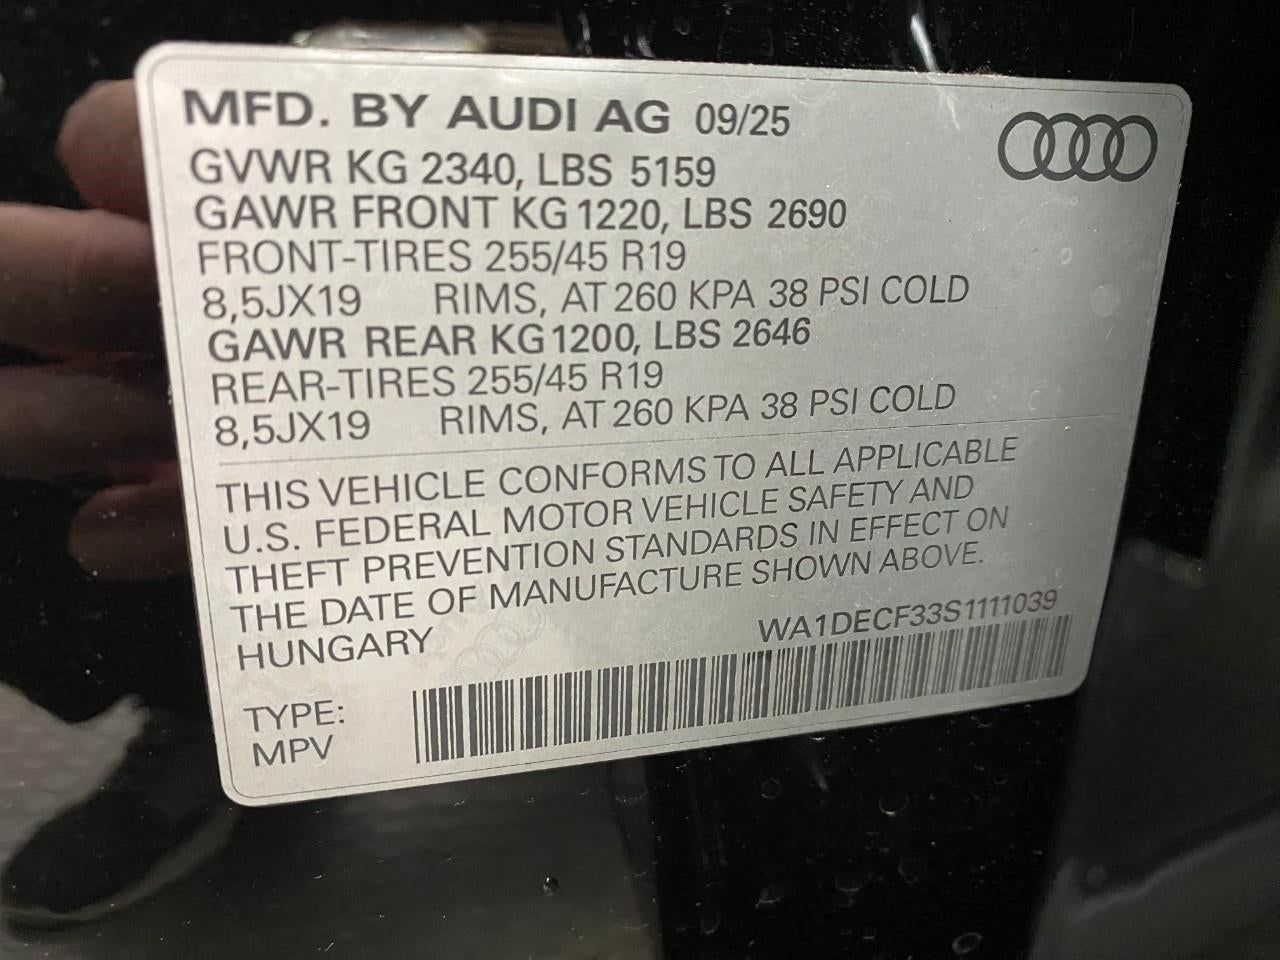 MFD. BY AUDI AG 09/25
GVWR KG 2340, LBS 5159
GAWR FRONT KG 1220, LBS 2690
FRONT-TIRES 255/45 R19
8,5JX19 RIMS, AT 260 KPA 38 PSI COLD
GAWR REAR KG 1200, LBS 2646
REAR-TIRES 255/45 R19
8,5JX19 RIMS, AT 260 KPA 38 PSI COLD
THIS VEHICLE CONFORMS TO ALL APPLICABLE
U.S. FEDERAL MOTOR VEHICLE SAFETY AND
THEFT PREVENTION STANDARDS IN EFFECT ON
THE DATE OF MANUFACTURE SHOWN ABOVE.
HUNGARY WA1DECF33S1111039
TYPE:
MPV